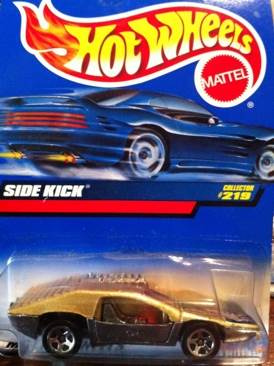 Hot Wheels
MATTEL
SIDE KICK
COLLECTOR
#219